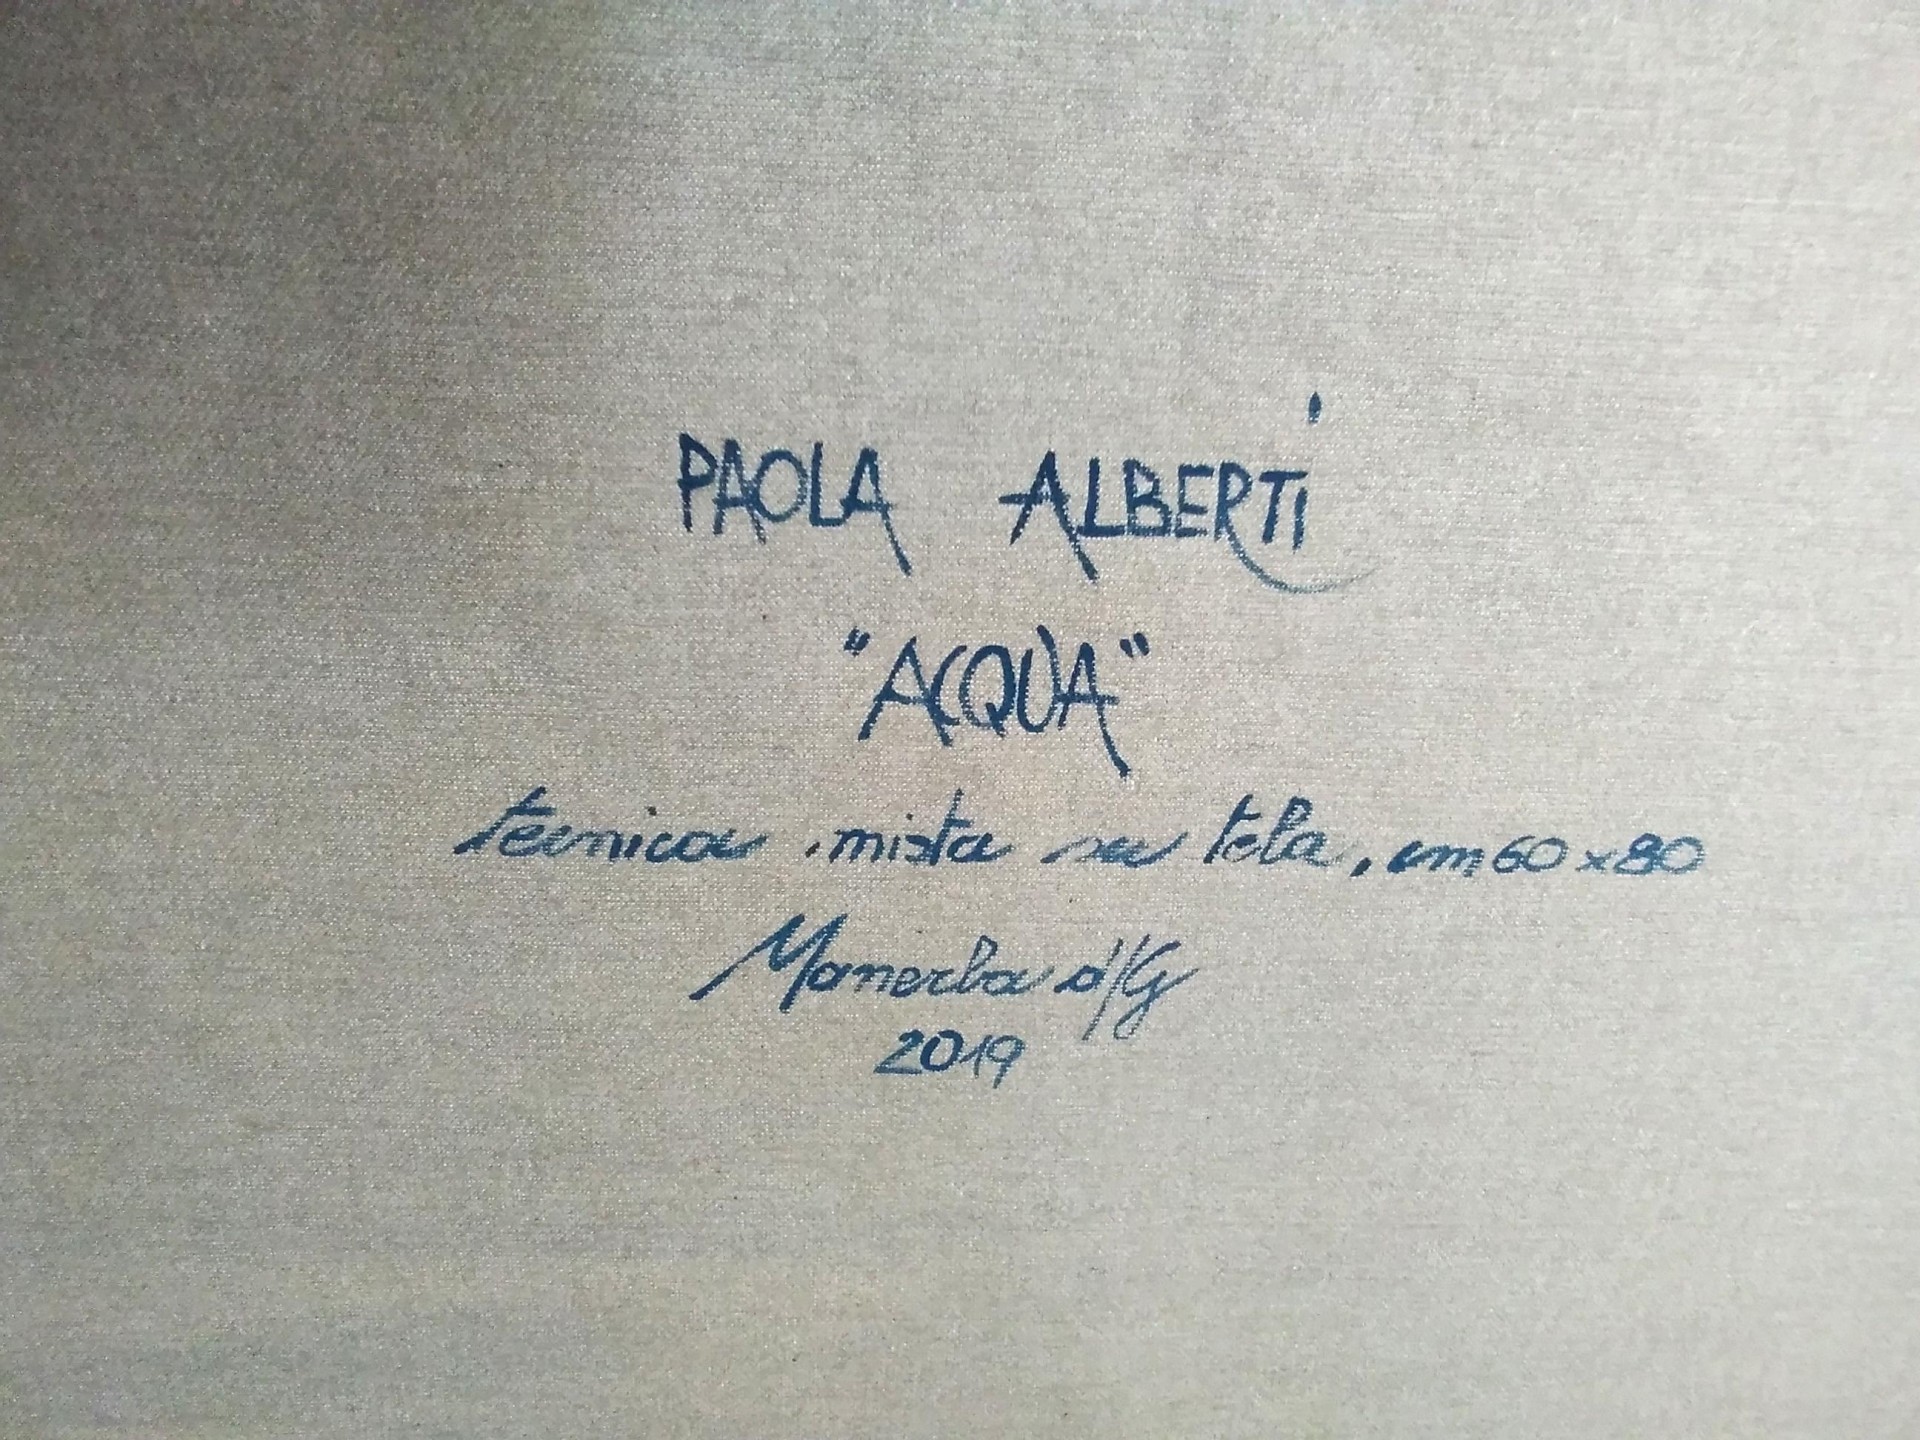 PAOLA ALBERTi
"ACQUA"
tecnica mista su tela, cm 60 x 80
Manerba d/G
2019